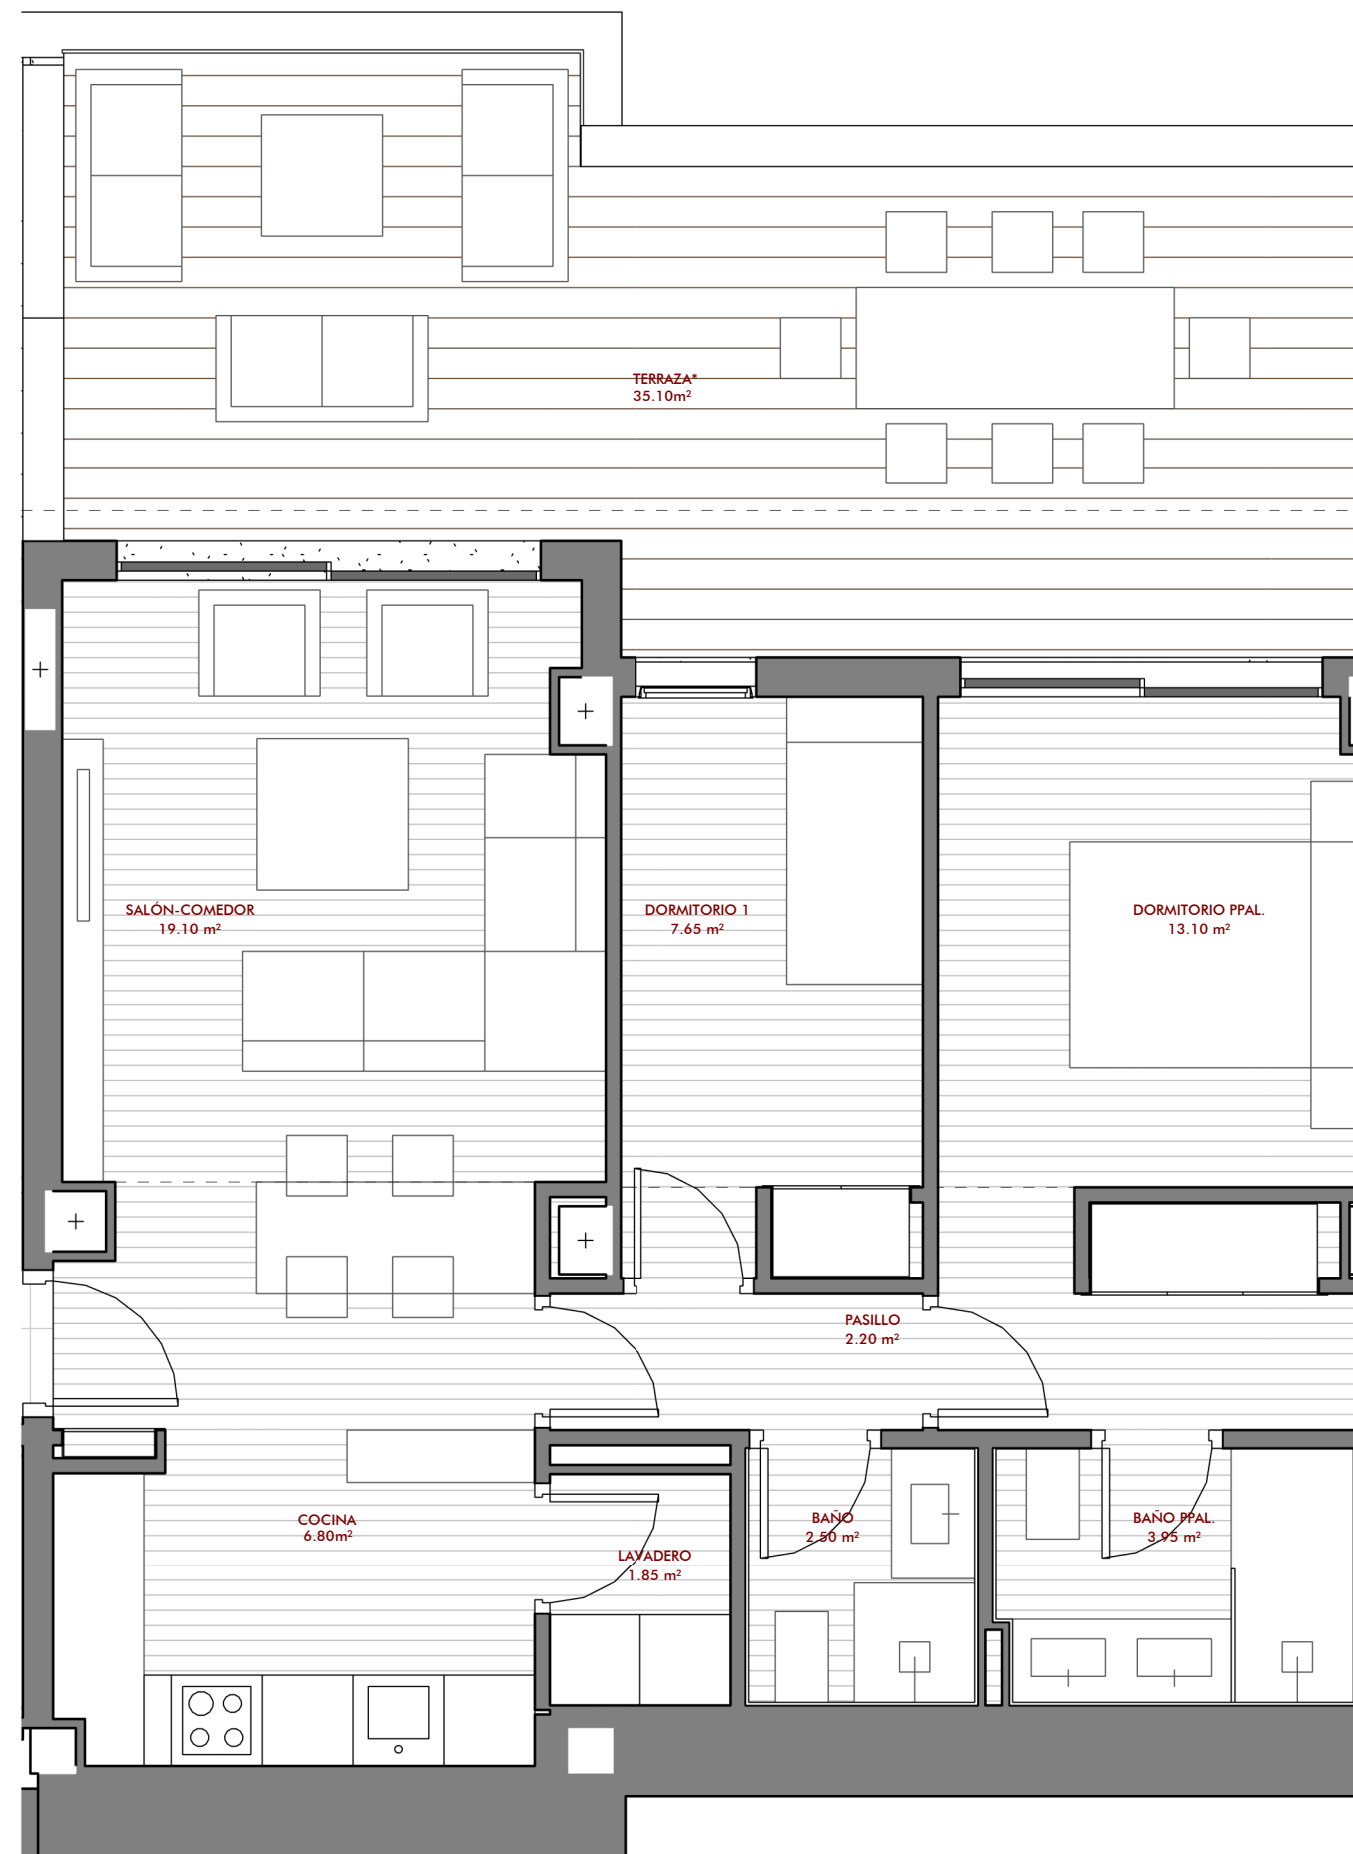 TERRAZA*
35.10m²
SALÓN-COMEDOR
19.10 m²
DORMITORIO 1
7.65 m²
DORMITORIO PPAL.
13.10 m²
PASILLO
2.20 m²
COCINA
6.80m²
LAVADERO
1.85 m²
BAÑO
2.50 m²
BAÑO PPAL.
3.95 m²